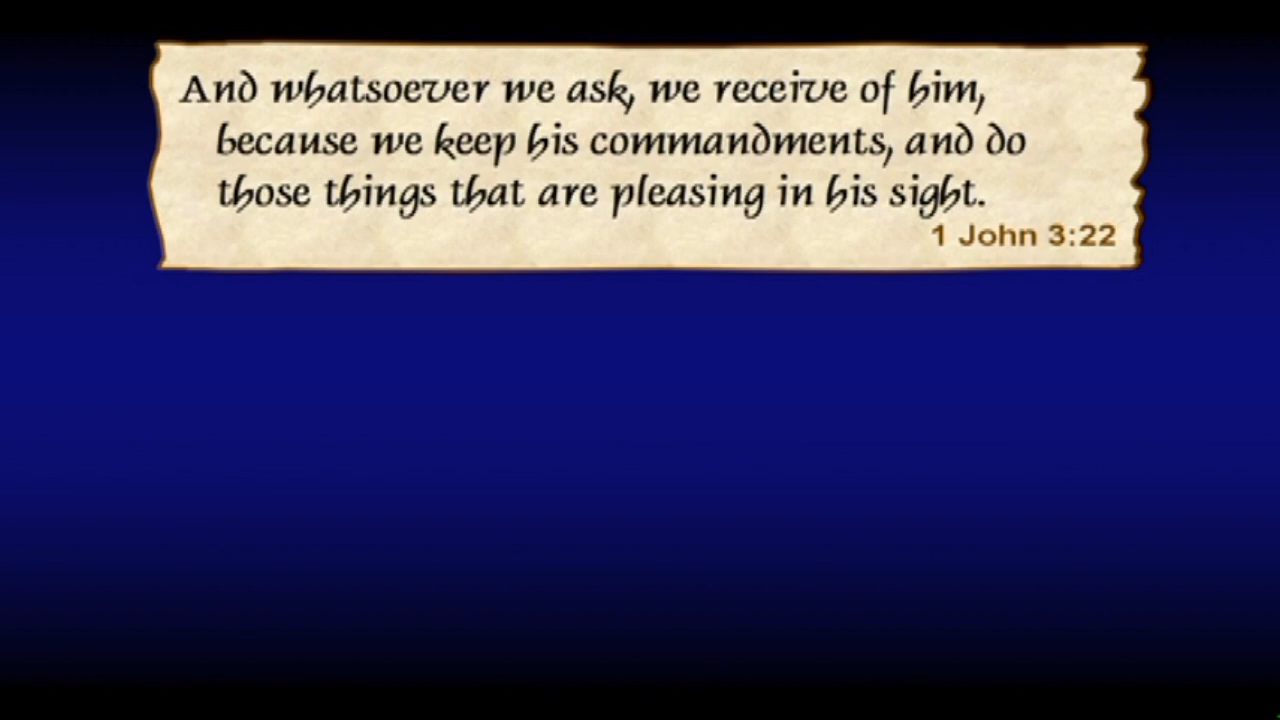 And whatsoever we ask, we receive of him,
because we keep his commandments, and do
those things that are pleasing in his sight.
1 John 3:22